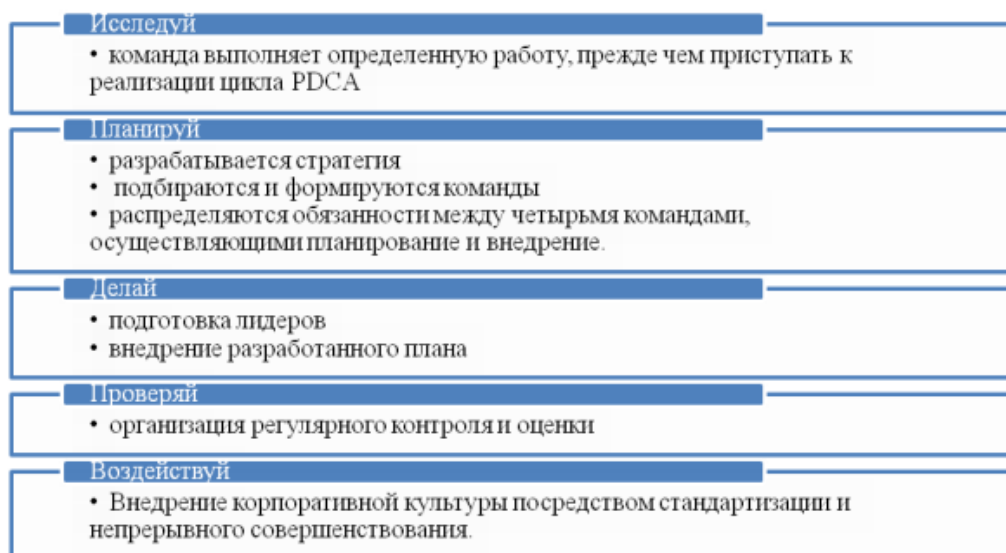 Исследуй
• команда выполняет определенную работу, прежде чем приступать к
реализации цикла PDCA
Планируй
• разрабатывается стратегия
• подбираются и формируются команды
• распределяются обязанности между четырьмя командами,
осуществляющими планирование и внедрение.
Делай
• подготовка лидеров
• внедрение разработанного плана
Проверяй
• организация регулярного контроля и оценки
Воздействуй
• Внедрение корпоративной культуры посредством стандартизации и
непрерывного совершенствования.